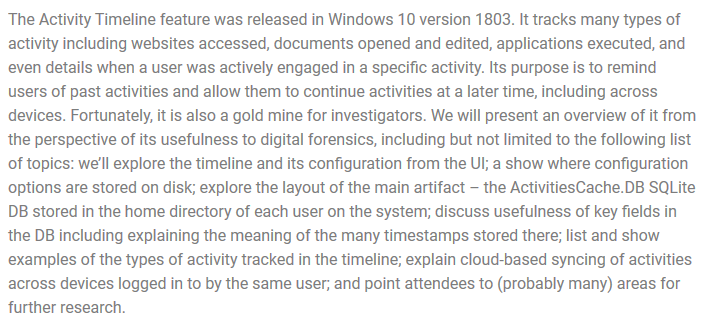 The Activity Timeline feature was released in Windows 10 version 1803. It tracks many types of
activity including websites accessed, documents opened and edited, applications executed, and
even details when a user was actively engaged in a specific activity. Its purpose is to remind
users of past activities and allow them to continue activities at a later time, including across
devices. Fortunately, it is also a gold mine for investigators. We will present an overview of it from
the perspective of its usefulness to digital forensics, including but not limited to the following list
of topics: we’ll explore the timeline and its configuration from the UI; a show where configuration
options are stored on disk; explore the layout of the main artifact – the ActivitiesCache.DB SQLite
DB stored in the home directory of each user on the system; discuss usefulness of key fields in
the DB including explaining the meaning of the many timestamps stored there; list and show
examples of the types of activity tracked in the timeline; explain cloud-based syncing of activities
across devices logged in to by the same user; and point attendees to (probably many) areas for
further research.